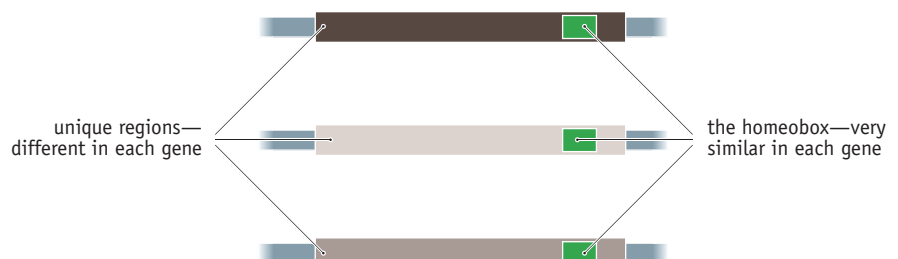 unique regions—
different in each gene
the homeobox—very
similar in each gene